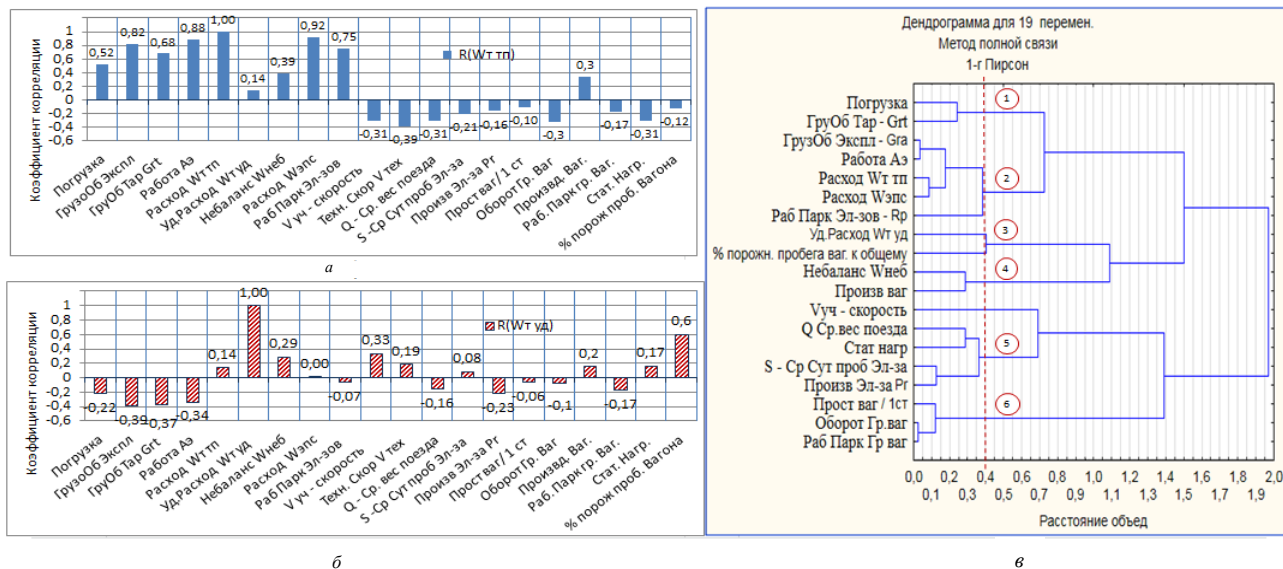 а
Коэффициент корреляции
1
0,8
0,6
0,4
0,2
0
-0,2
-0,4
-0,6
0,52
0,82
0,68
0,88
1,00
0,14
0,39
0,92
0,75
-0,31
-0,39
-0,31
-0,21
-0,16
-0,10
-0,3
0,3
-0,17
-0,31
-0,12
R(Wт тп)
Погрузка
ГрузоОб Экспл
ГруОб Тар Grt
Работа Аэ
Расход Wт тп
Уд.Расход Wт уд
Небаланс Wнеб
Расход Wэпс
Раб Парк Эл-зов
V уч - скорость
Техн. Скор V тех
Q - Ср. вес поезда
S -Ср Сут проб Эл-за
Произв Эл-за Pr
Прост ваг/ 1 ст
Оборот Гр. Ваг
Произвд. Ваг.
Раб. Парк гр. Ваг.
Стат. Нагр.
% порож проб. Вагона
а
Коэффициент корреляции
1
0,8
0,6
0,4
0,2
0
-0,2
-0,4
-0,6
-0,22
-0,39
-0,37
-0,34
0,14
1,00
0,29
0,00
-0,07
0,33
0,19
-0,16
0,08
-0,23
-0,06
-0,1
0,2
-0,17
0,17
0,6
R(Wт уд)
Погрузка
ГрузоОб Экспл
ГруОб Тар Grt
Работа Аэ
Расход Wт тп
Уд.Расход Wт уд
Небаланс Wнеб
Расход Wэпс
Раб Парк Эл-зов
V уч - скорость
Техн. Скор V тех
Q - Ср. вес поезда
S -Ср Сут проб Эл-за
Произв Эл-за Pr
Прост ваг/ 1 ст
Оборот Гр. Ваг
Произвд. Ваг.
Раб. Парк гр. Ваг.
Стат. Нагр.
% порож проб. Вагона
б
Дендрограмма для 19 перемен.
Метод полной связи
1-r Пирсон
Погрузка
ГруОб Тар - Grt
ГрузОб Экспл - Gra
Работа Аэ
Расход Wт тп
Расход Wэпс
Раб Парк Эл-зов - Rр
Уд.Расход Wт уд
% порожн. пробега ваг. к общему
Небаланс Wнеб
Произв ваг
Vуч - скорость
Q Ср.вес поезда
Стат нагр
S - Ср Сут проб Эл-за
Произв Эл-за Pr
Прост ваг / 1ст
Оборот Гр.ваг
Раб Парк Гр ваг
1
2
3
4
5
6
0,0 0,2 0,4 0,6 0,8 1,0 1,2 1,4 1,6 1,8 2,0
0,1 0,3 0,5 0,7 0,9 1,1 1,3 1,5 1,7 1,9
Расстояние объед
в